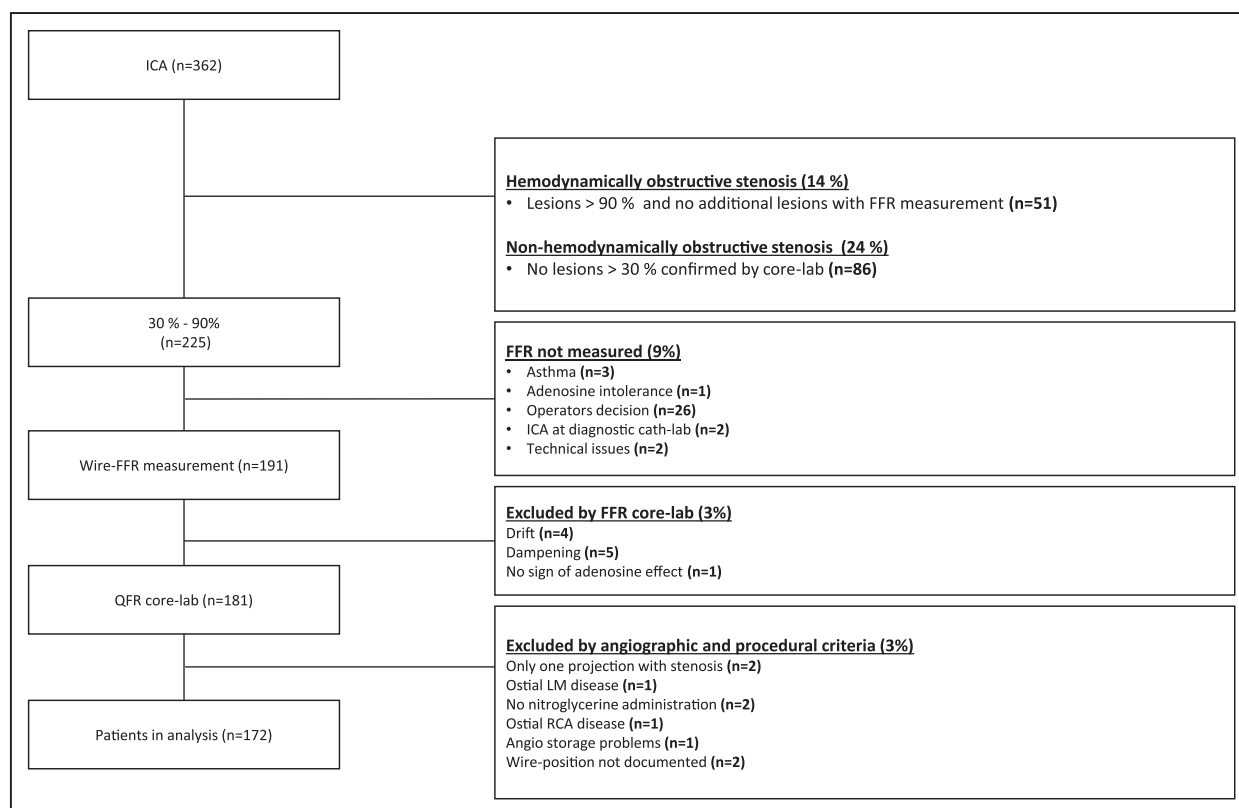 ICA (n=362)
Hemodynamically obstructive stenosis (14 %)
• Lesions > 90 % and no additional lesions with FFR measurement (n=51)
Non-hemodynamically obstructive stenosis (24 %)
• No lesions > 30 % confirmed by core-lab (n=86)
30 % - 90%
(n=225)
FFR not measured (9%)
• Asthma (n=3)
• Adenosine intolerance (n=1)
• Operators decision (n=26)
• ICA at diagnostic cath-lab (n=2)
• Technical issues (n=2)
Wire-FFR measurement (n=191)
Excluded by FFR core-lab (3%)
Drift (n=4)
Dampening (n=5)
No sign of adenosine effect (n=1)
QFR core-lab (n=181)
Excluded by angiographic and procedural criteria (3%)
Only one projection with stenosis (n=2)
Ostial LM disease (n=1)
No nitroglycerine administration (n=2)
Ostial RCA disease (n=1)
Angio storage problems (n=1)
Wire-position not documented (n=2)
Patients in analysis (n=172)